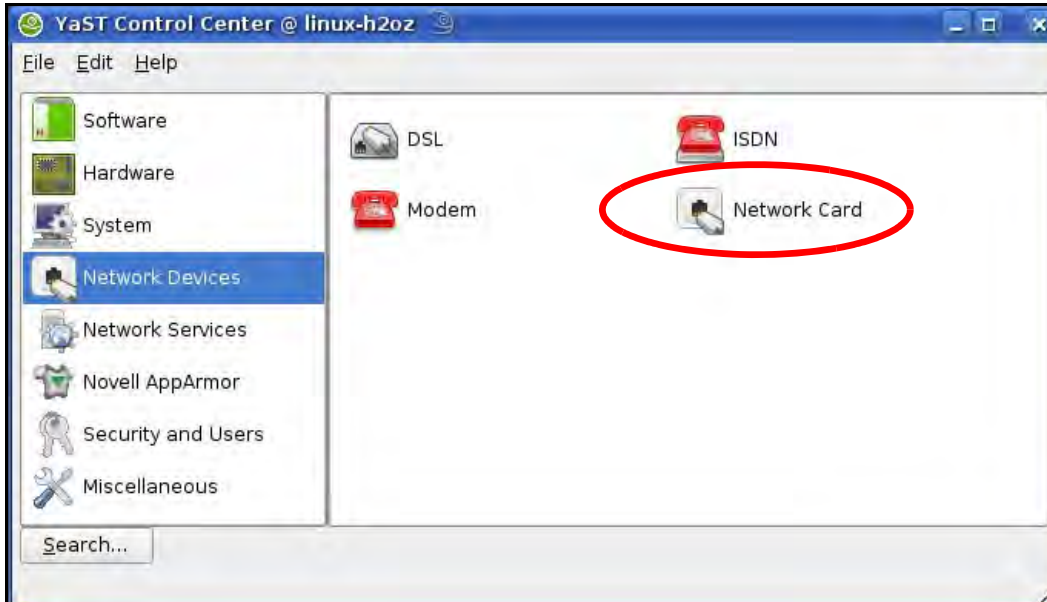 YaST Control Center @ linux-h2oz
File Edit Help
Software
Hardware
System
Network Devices
Network Services
Novell AppArmor
Security and Users
Miscellaneous
DSL
ISDN
Modem
Network Card
Search...